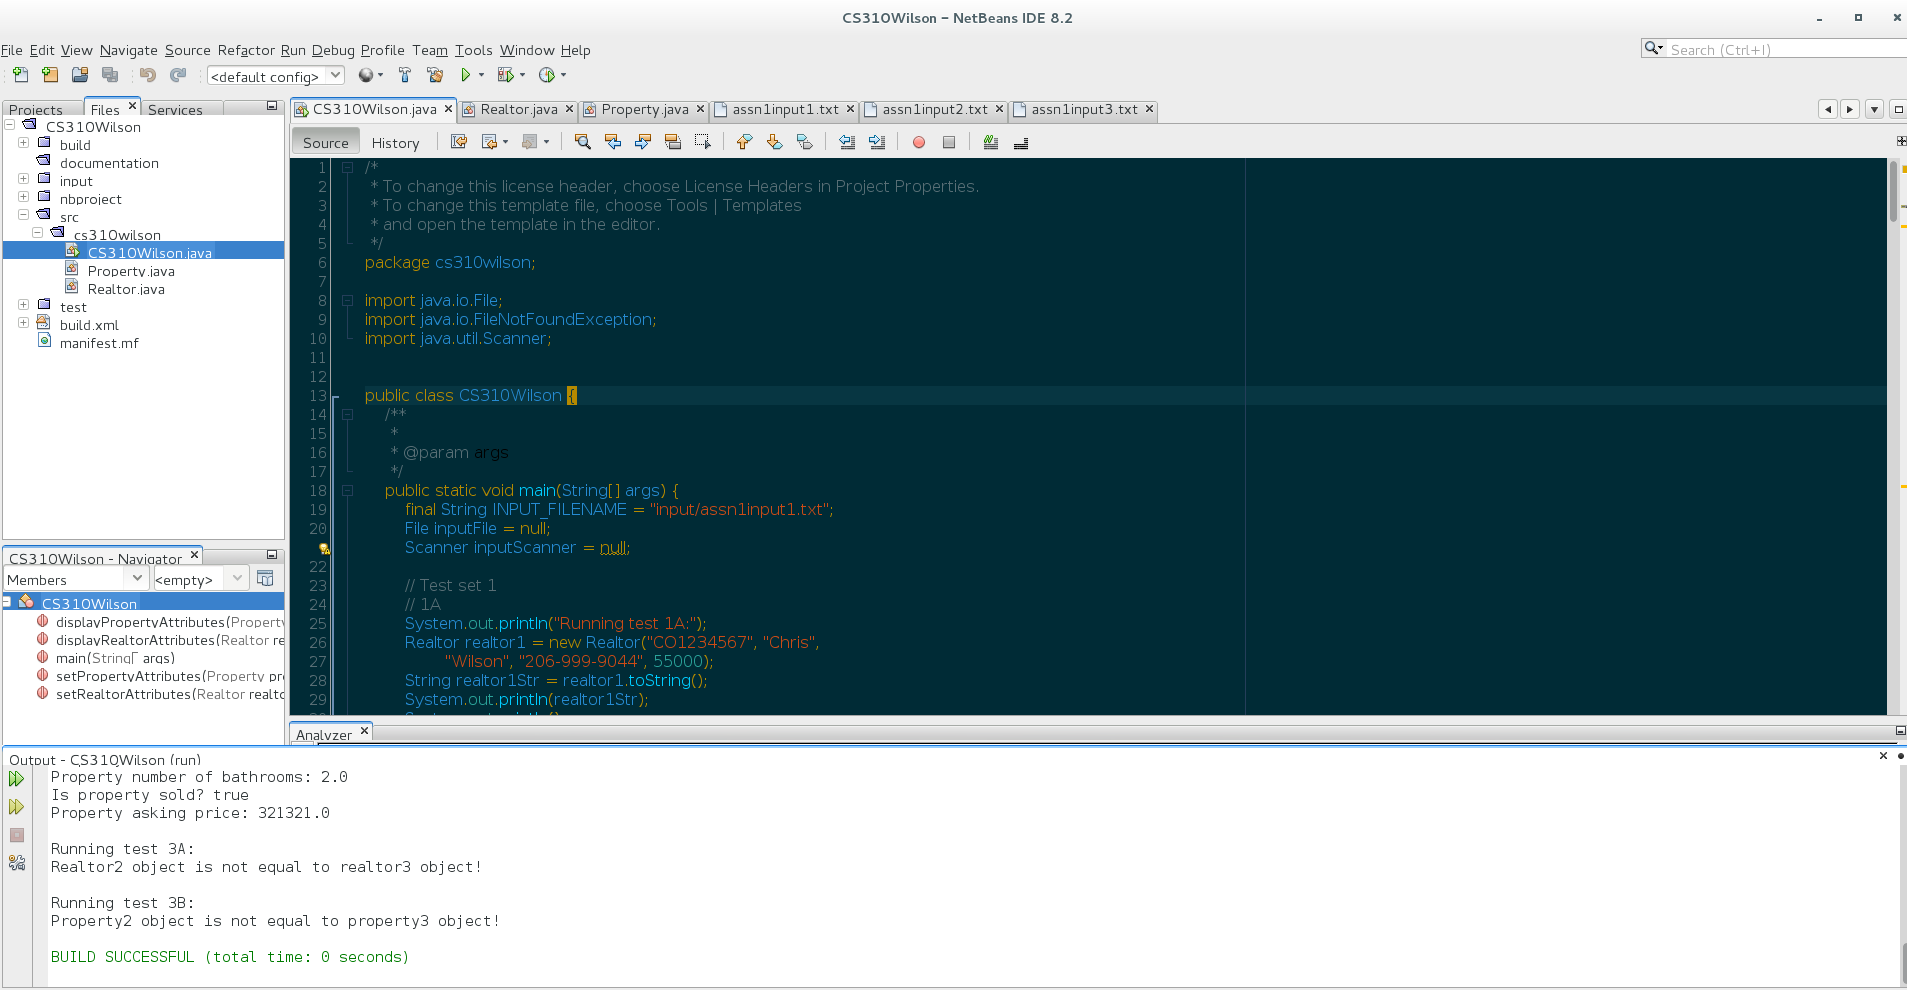 CS310Wilson – NetBeans IDE 8.2
File Edit View Navigate Source Refactor Run Debug Profile Team Tools Window Help
Search (Ctrl+I)
<default config>
Projects Files Services
CS310Wilson
build
documentation
input
nbproject
src
cs310wilson
CS310Wilson.java
Property.java
Realtor.java
test
build.xml
manifest.mf
CS310Wilson.java Realtor.java Property.java assn1input1.txt assn1input2.txt assn1input3.txt
Source History
1 /*
2 * To change this license header, choose License Headers in Project Properties.
3 * To change this template file, choose Tools | Templates
4 * and open the template in the editor.
5 */
6 package cs310wilson;
7
8 import java.io.File;
9 import java.io.FileNotFoundException;
10 import java.util.Scanner;
11
12
13 public class CS310Wilson {
14 /**
15 *
16 * @param args
17 */
18 public static void main(String[] args) {
19 final String INPUT_FILENAME = "input/assn1input1.txt";
20 File inputFile = null;
Scanner inputScanner = null;
22
23 // Test set 1
24 // 1A
25 System.out.println("Running test 1A:");
26 Realtor realtor1 = new Realtor("CO1234567", "Chris",
27 "Wilson", "206-999-9044", 55000);
28 String realtor1Str = realtor1.toString();
29 System.out.println(realtor1Str);
CS310Wilson - Navigator
Members <empty>
CS310Wilson
displayPropertyAttributes(Property
displayRealtorAttributes(Realtor re
main(String[] args)
setPropertyAttributes(Property pr
setRealtorAttributes(Realtor realto
Analyzer
Output - CS310Wilson (run)
Property number of bathrooms: 2.0
Is property sold? true
Property asking price: 321321.0
Running test 3A:
Realtor2 object is not equal to realtor3 object!
Running test 3B:
Property2 object is not equal to property3 object!
BUILD SUCCESSFUL (total time: 0 seconds)